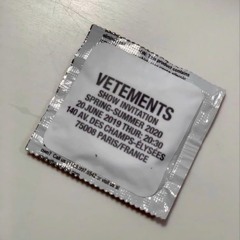 VETEMENTS
SHOW INVITATION
SPRING-SUMMER 2020
20 JUNE 2019 THUR. 20:30
140 AV. DES CHAMPS-ELYSEES
75008 PARIS/FRANCE